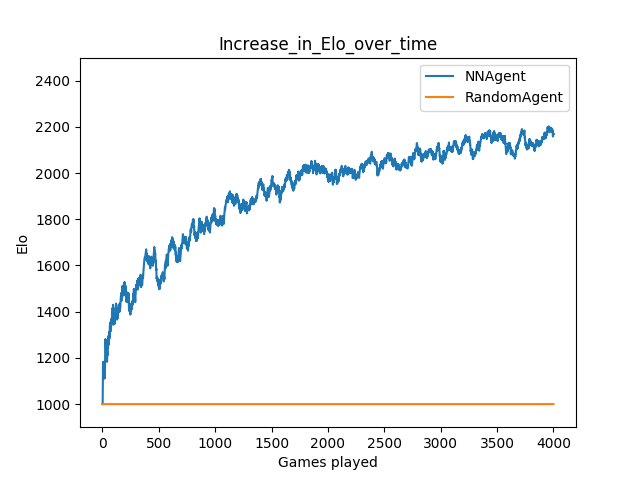 Increase_in_Elo_over_time
NNAgent
RandomAgent
2400
2200
2000
1800
1600
1400
1200
1000
Elo
0 500 1000 1500 2000 2500 3000 3500 4000
Games played